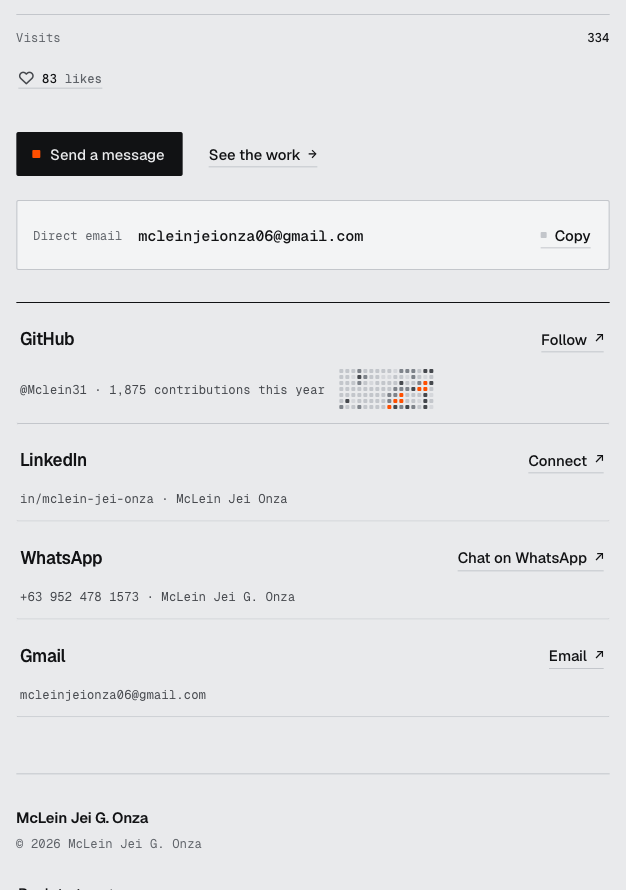 Visits 334
83 likes
Send a message See the work →
Direct email mcleinjeionza06@gmail.com Copy
GitHub Follow ↗
@Mclein31 · 1,875 contributions this year
LinkedIn Connect ↗
in/mclein-jei-onza · McLein Jei Onza
WhatsApp Chat on WhatsApp ↗
+63 952 478 1573 · McLein Jei G. Onza
Gmail Email ↗
mcleinjeionza06@gmail.com
McLein Jei G. Onza
© 2026 McLein Jei G. Onza